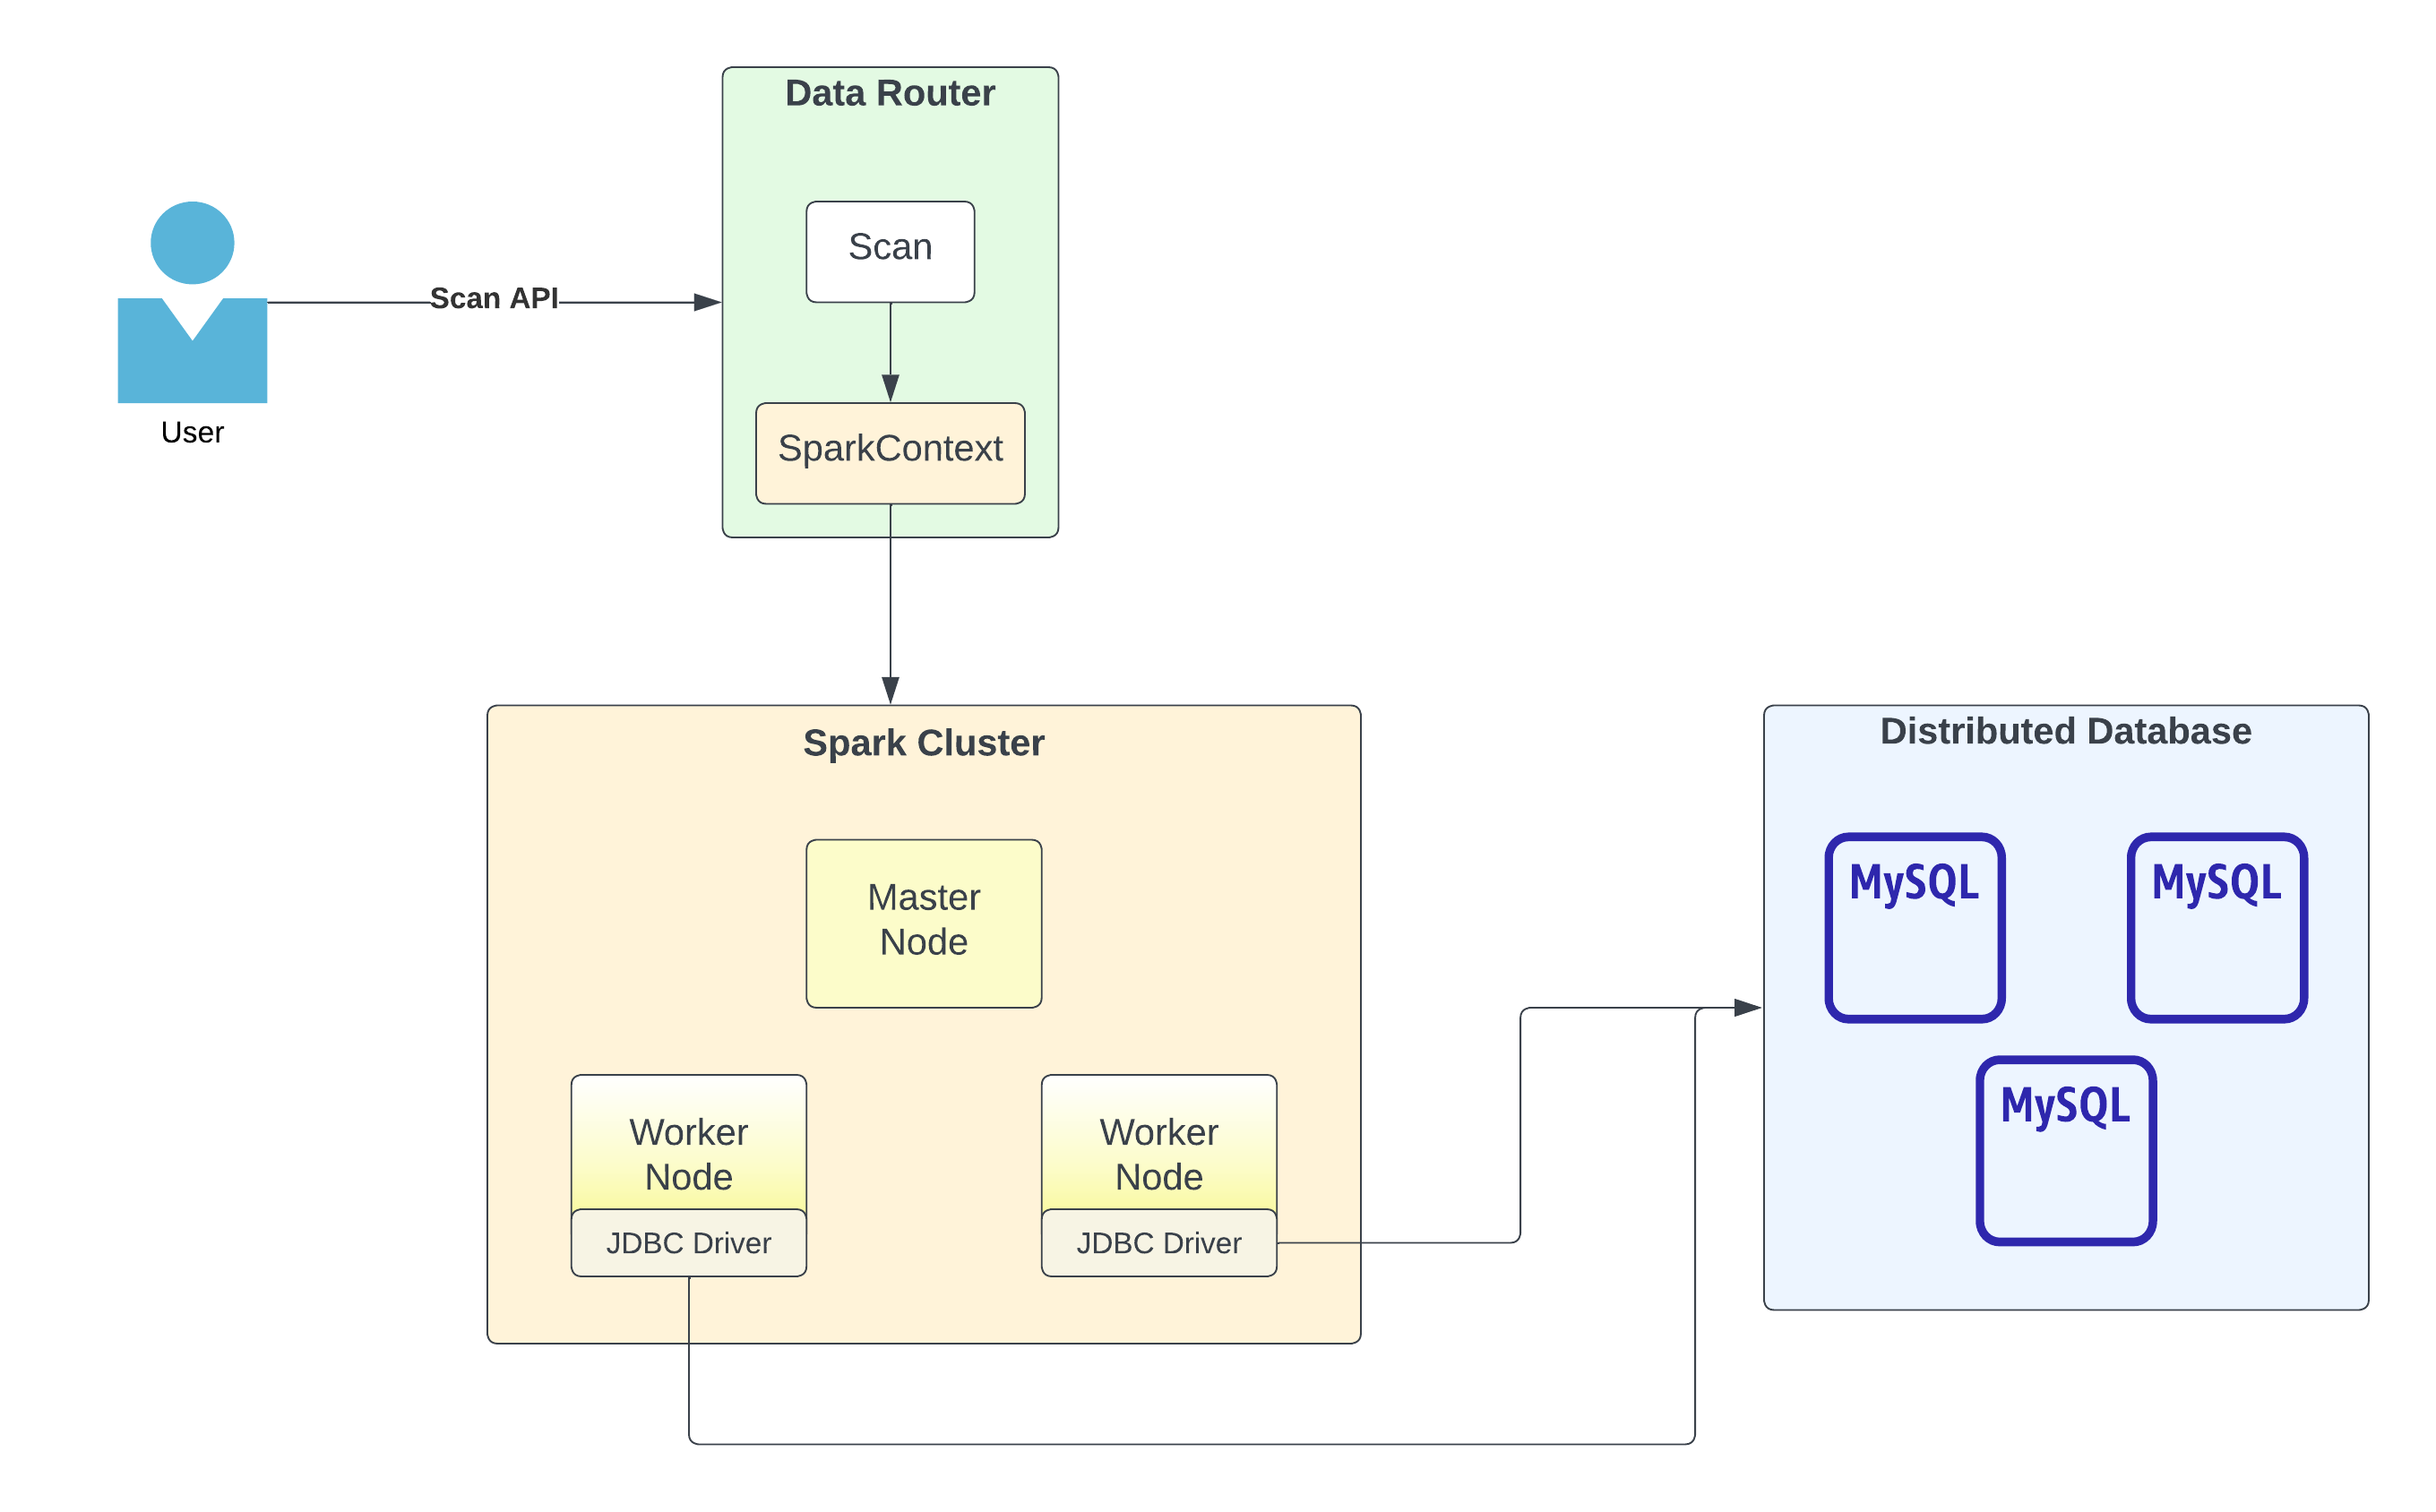 Data Router
Scan
Scan API
SparkContext
User
Spark Cluster
Distributed Database
Master
Node
MySQL
MySQL
MySQL
Worker
Node
Worker
Node
JDBC Driver
JDBC Driver